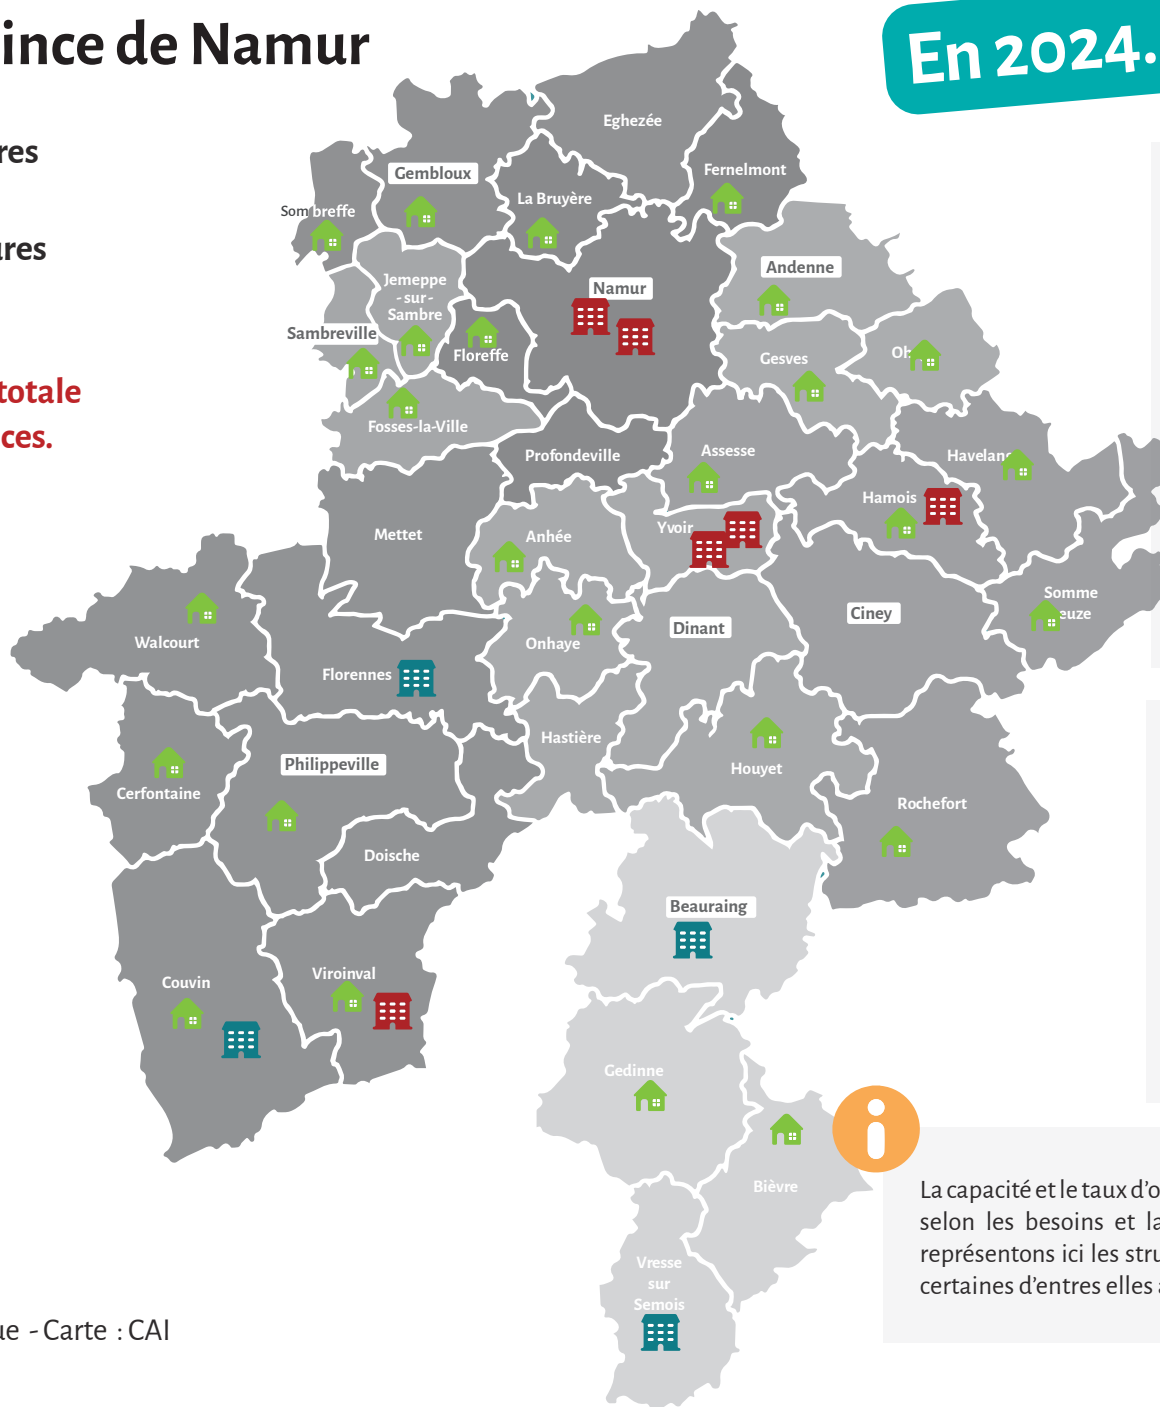 ince de Namur
En 2024.
res
ures
totale
ces.
Eghezée
Fernelmont
Gembloux
La Bruyère
Sombreffe
Andenne
Jemeppe
- sur -
Sambre
Namur
Sambreville
Floreffe
Gesves
Oh
Fosses-la-Ville
Profondeville
Assesse
Havelang
Hamois
Mettet
Anhée
Yvoir
Somme
euze
Walcourt
Onhaye
Dinant
Ciney
Florennes
Hastière
Philippeville
Houyet
Cerfontaine
Rochefort
Doische
Beauraing
Couvin
Viroinval
Gedinne
Bièvre
Vresse
sur
Semois
La capacité et le taux d'o
selon les besoins et la
représentons ici les stru
certaines d'entres elles a
ue - Carte : CAI